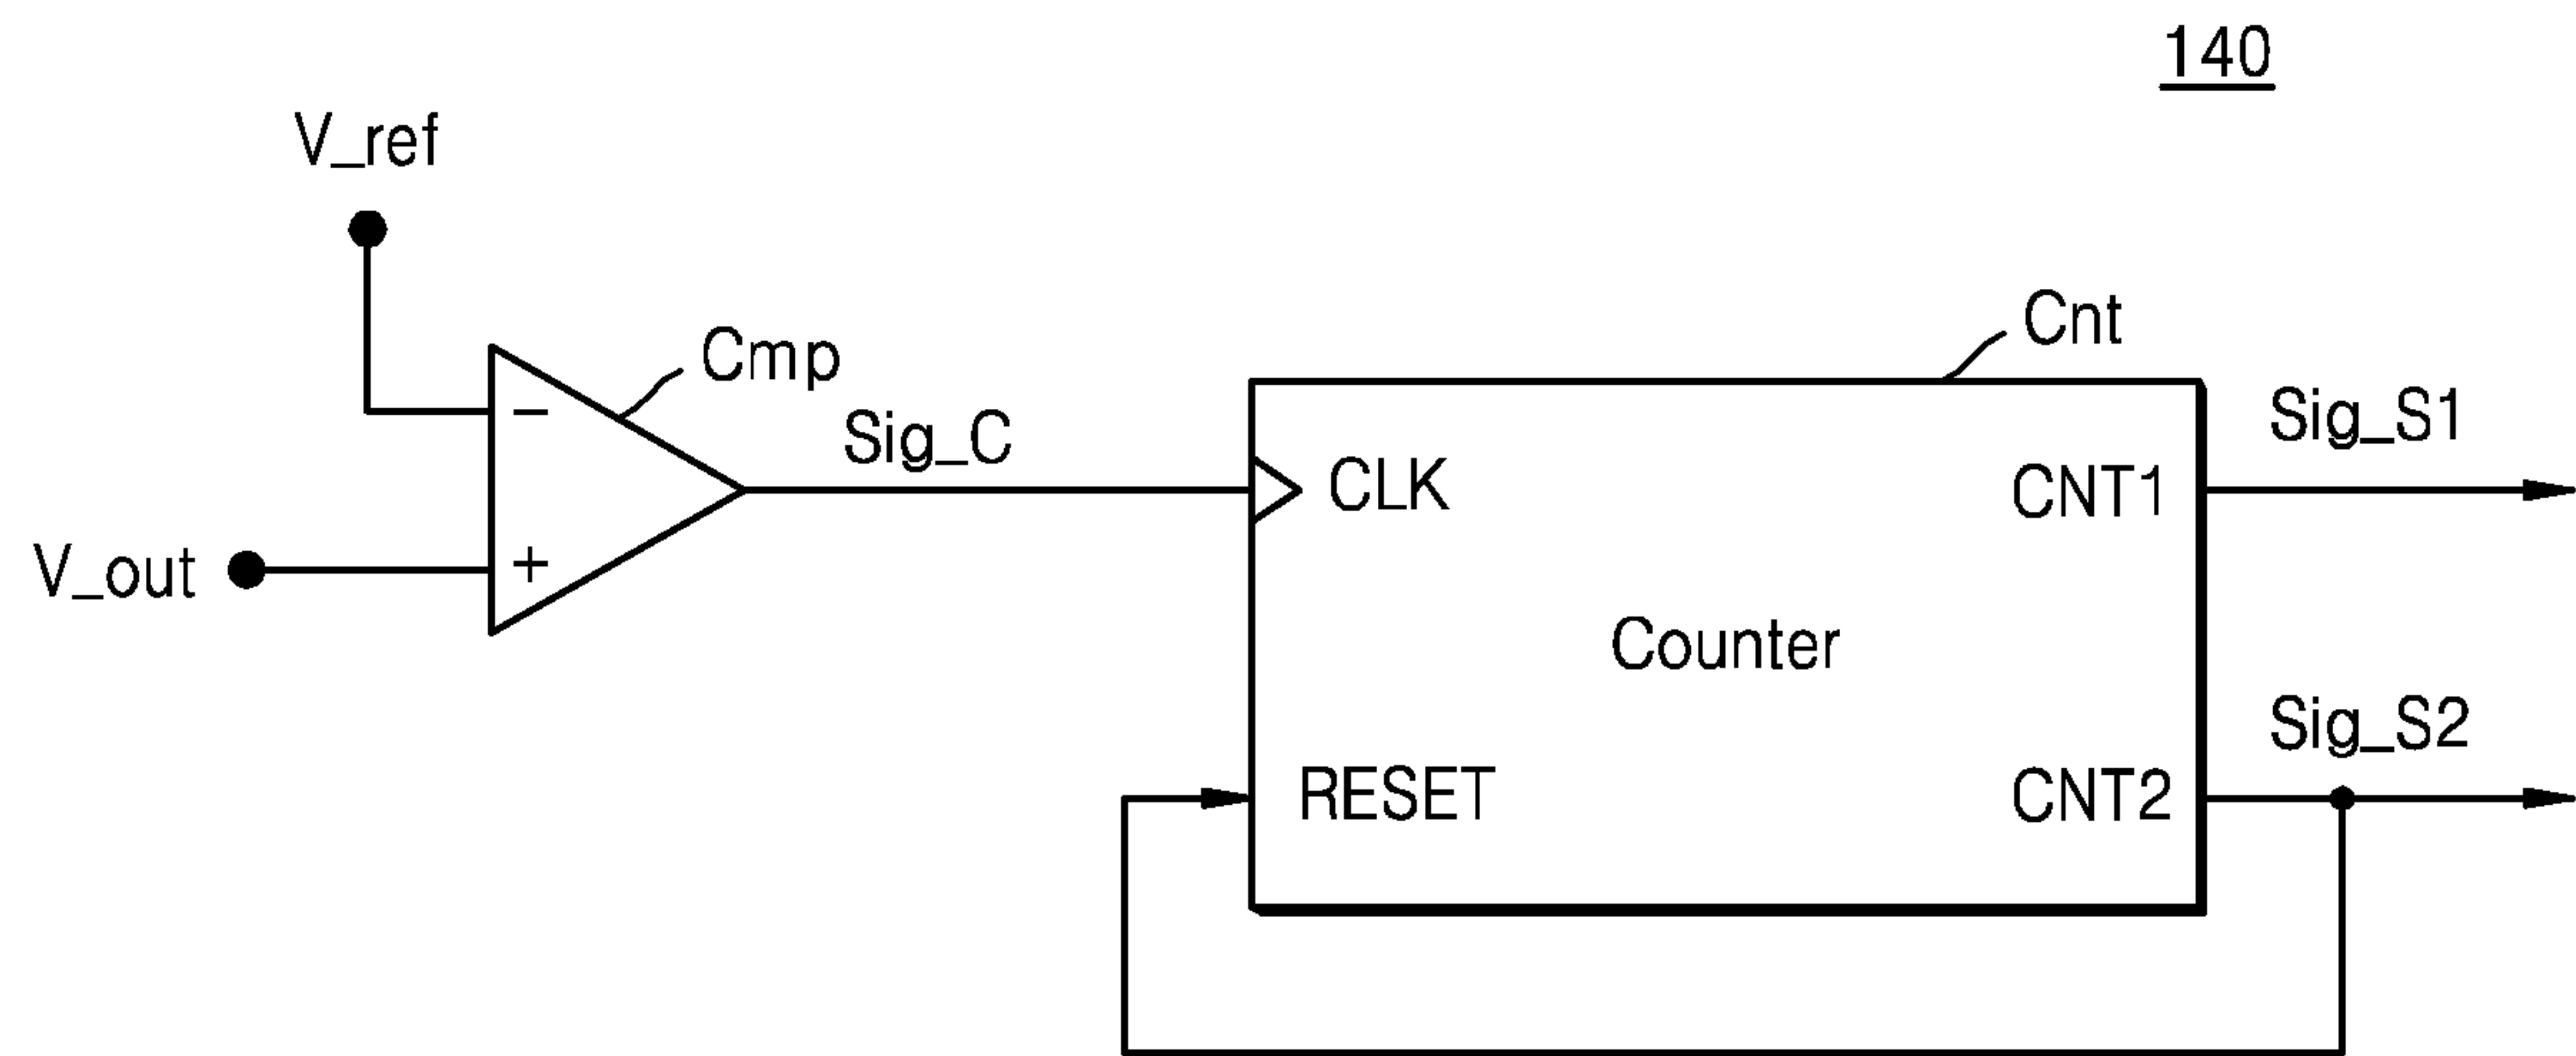 140
V_ref
Cnt
Cmp
Sig_C
Sig_S1
−
CLK
CNT1
V_out
+
Counter
Sig_S2
RESET
CNT2